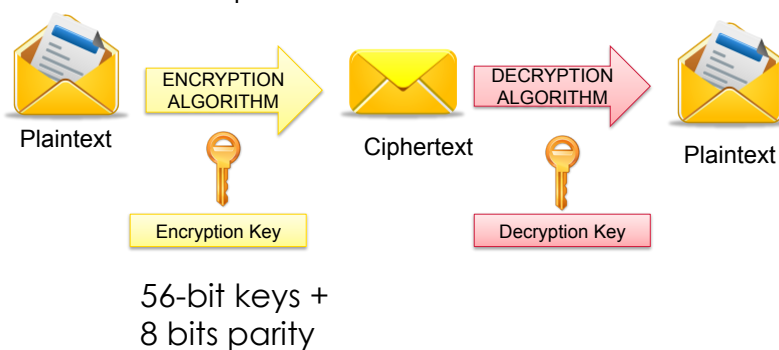 ENCRYPTION
ALGORITHM
DECRYPTION
ALGORITHM
Plaintext
Ciphertext
Plaintext
Encryption Key
Decryption Key
56-bit keys +
8 bits parity